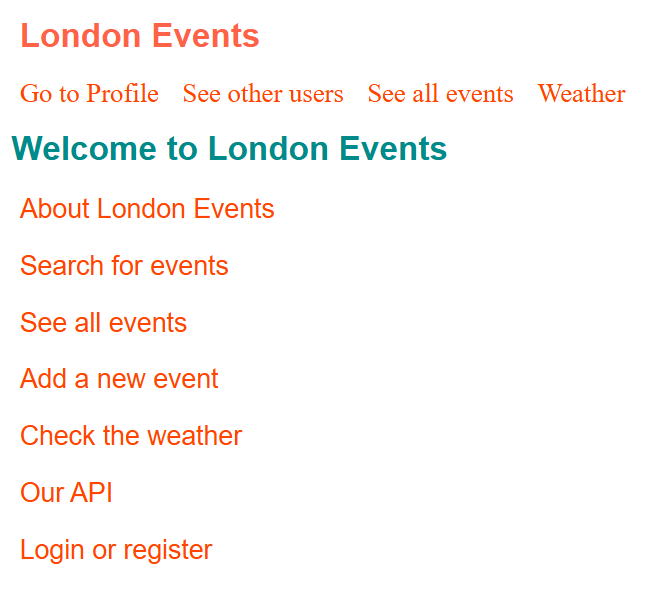 London Events
Go to Profile See other users See all events Weather
Welcome to London Events
About London Events
Search for events
See all events
Add a new event
Check the weather
Our API
Login or register